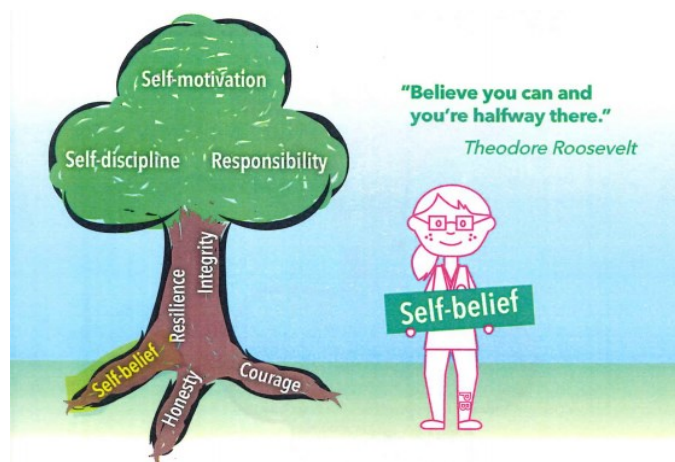 Self-motivation
Self-discipline
Responsibility
Resilience
Integrity
Self-belief
Honesty
Courage
“Believe you can and
you're halfway there.”
Theodore Roosevelt
Self-belief
PB